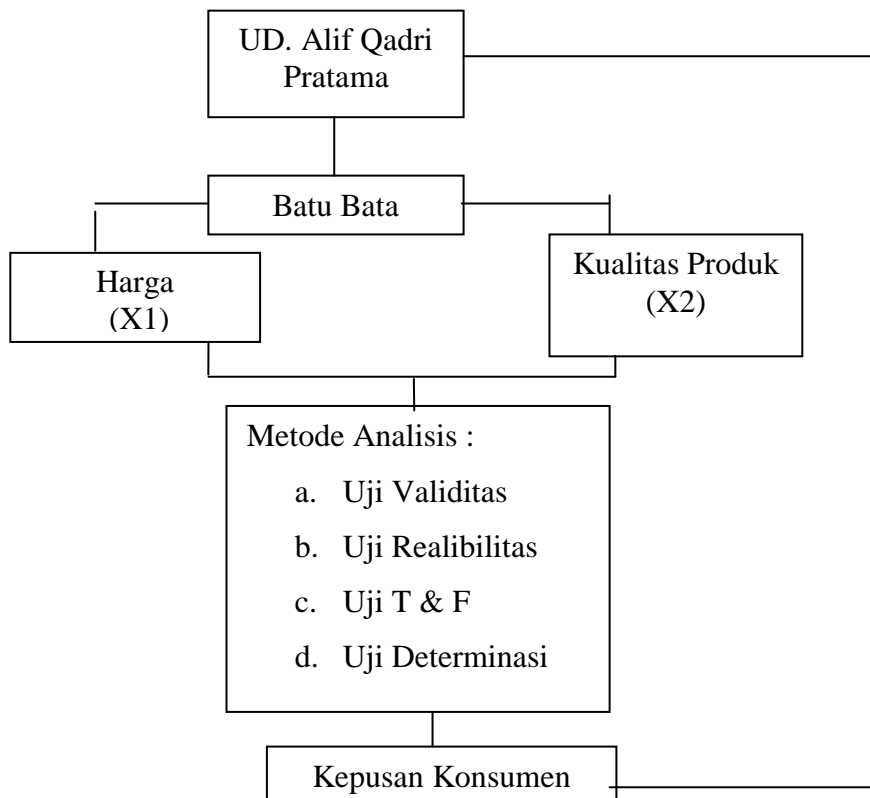 UD. Alif Qadri
Pratama
Batu Bata
Harga
(X1)
Kualitas Produk
(X2)
Metode Analisis :
a. Uji Validitas
b. Uji Realibilitas
c. Uji T & F
d. Uji Determinasi
Kepusan Konsumen